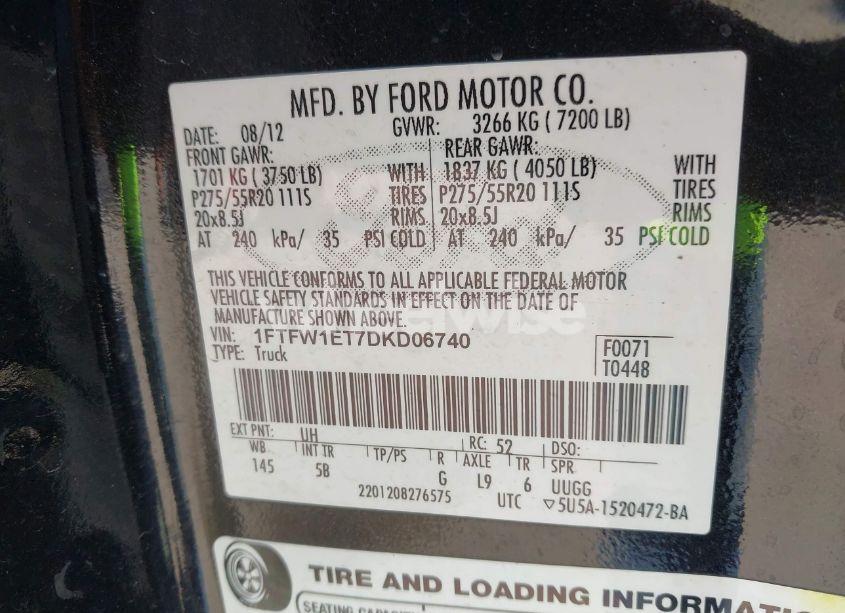 MFD. BY FORD MOTOR CO.
DATE: 08/12 GVWR: 3266 KG ( 7200 LB)
FRONT GAWR: REAR GAWR:
1701 KG ( 3750 LB) WITH 1837 KG ( 4050 LB) WITH
P275/55R20 111S TIRES P275/55R20 111S TIRES
20x8.5J RIMS 20x8.5J RIMS
AT 240 kPa/ 35 PSI COLD AT 240 kPa/ 35 PSI COLD
THIS VEHICLE CONFORMS TO ALL APPLICABLE FEDERAL MOTOR
VEHICLE SAFETY STANDARDS IN EFFECT ON THE DATE OF
MANUFACTURE SHOWN ABOVE.
VIN: 1FTFW1ET7DKD06740 F0071
TYPE: Truck T0448
EXT PNT: UH RC: 52 DSO:
WB INT TR TP/PS R AXLE TR SPR
145 5B G L9 6 UUGG
2201208276575 UTC ▽5U5A-1520472-BA
TIRE AND LOADING INFORMATION